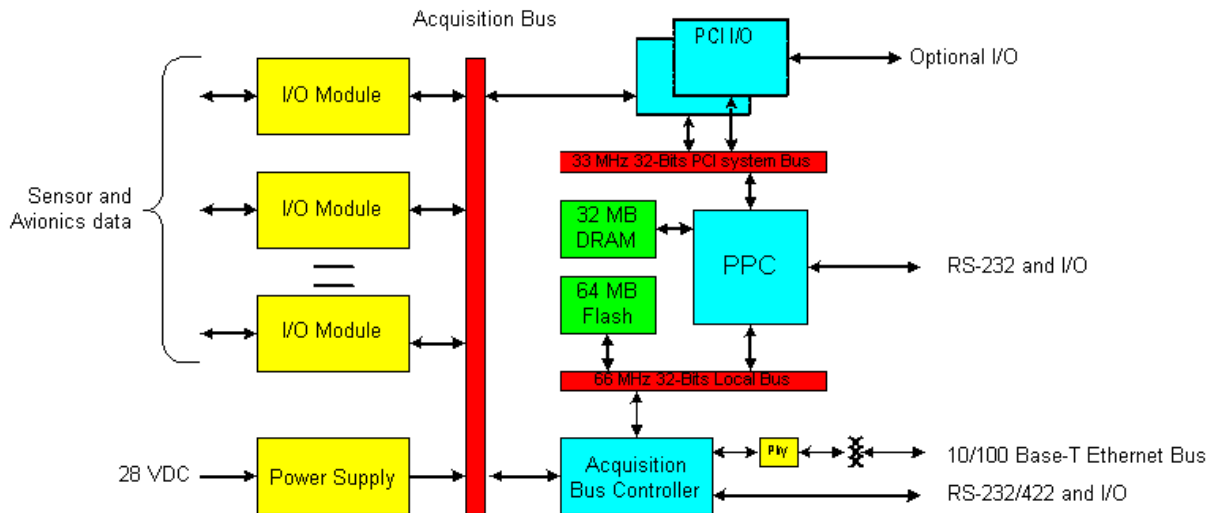 Acquisition Bus
PCI I/O
Optional I/O
I/O Module
33 MHz 32-Bits PCI system Bus
Sensor and
Avionics data
I/O Module
32 MB
DRAM
PPC
RS-232 and I/O
64 MB
Flash
I/O Module
66 MHz 32-Bits Local Bus
28 VDC
Power Supply
Acquisition
Bus Controller
Phy
10/100 Base-T Ethernet Bus
RS-232/422 and I/O